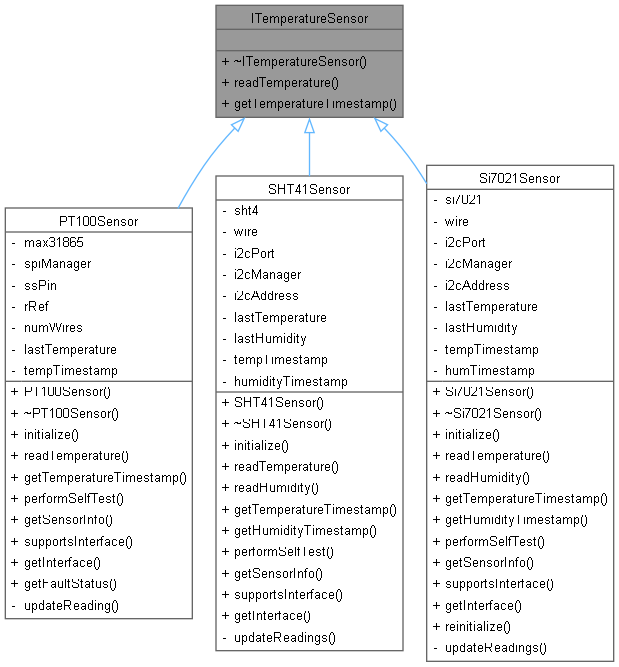 ITemperatureSensor
+ ~ITemperatureSensor()
+ readTemperature()
+ getTemperatureTimestamp()
PT100Sensor
- max31865
- spiManager
- ssPin
- rRef
- numWires
- lastTemperature
- tempTimestamp
+ PT100Sensor()
+ ~PT100Sensor()
+ initialize()
+ readTemperature()
+ getTemperatureTimestamp()
+ performSelfTest()
+ getSensorInfo()
+ supportsInterface()
+ getInterface()
+ getFaultStatus()
- updateReading()
SHT41Sensor
- sht4
- wire
- i2cPort
- i2cManager
- i2cAddress
- lastTemperature
- lastHumidity
- tempTimestamp
- humidityTimestamp
+ SHT41Sensor()
+ ~SHT41Sensor()
+ initialize()
+ readTemperature()
+ readHumidity()
+ getTemperatureTimestamp()
+ getHumidityTimestamp()
+ performSelfTest()
+ getSensorInfo()
+ supportsInterface()
+ getInterface()
- updateReadings()
Si7021Sensor
- si7021
- wire
- i2cPort
- i2cManager
- i2cAddress
- lastTemperature
- lastHumidity
- tempTimestamp
- humTimestamp
+ Si7021Sensor()
+ ~Si7021Sensor()
+ initialize()
+ readTemperature()
+ readHumidity()
+ getTemperatureTimestamp()
+ getHumidityTimestamp()
+ performSelfTest()
+ getSensorInfo()
+ supportsInterface()
+ getInterface()
+ reinitialize()
- updateReadings()